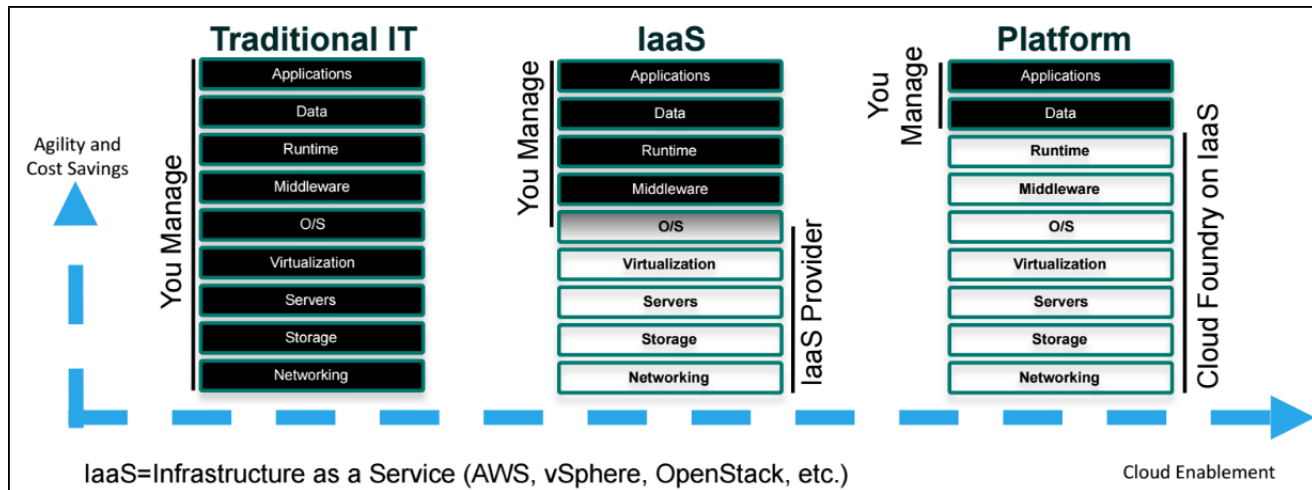 Traditional IT
IaaS
Platform
Agility and
Cost Savings
You Manage
Applications
Data
Runtime
Middleware
O/S
Virtualization
Servers
Storage
Networking
You Manage
Applications
Data
Runtime
Middleware
O/S
Virtualization
Servers
Storage
Networking
IaaS Provider
You
Manage
Applications
Data
Runtime
Middleware
O/S
Virtualization
Servers
Storage
Networking
Cloud Foundry on IaaS
IaaS=Infrastructure as a Service (AWS, vSphere, OpenStack, etc.)
Cloud Enablement